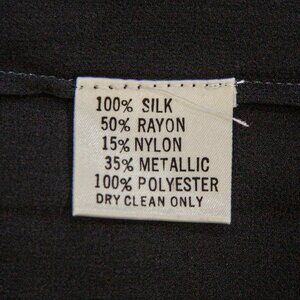 100% SILK
50% RAYON
15% NYLON
35% METALLIC
100% POLYESTER
DRY CLEAN ONLY